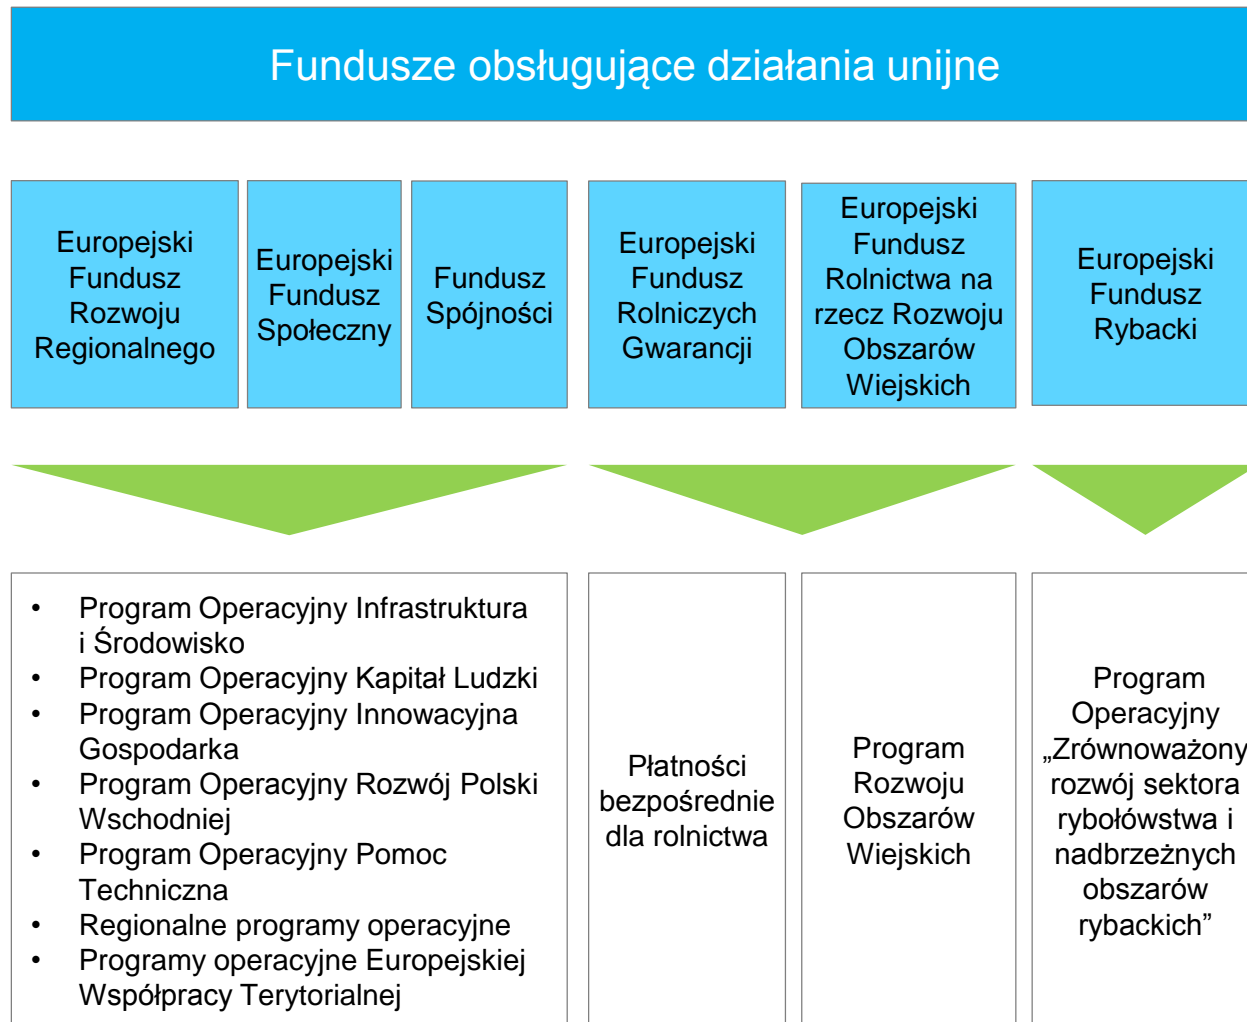 Fundusze obsługujące działania unijne
Europejski
Fundusz
Rozwoju
Regionalnego
Europejski
Fundusz
Społeczny
Fundusz
Spójności
Europejski
Fundusz
Rolniczych
Gwarancji
Europejski
Fundusz
Rolnictwa na
rzecz Rozwoju
Obszarów
Wiejskich
Europejski
Fundusz
Rybacki
• Program Operacyjny Infrastruktura
i Środowisko
• Program Operacyjny Kapitał Ludzki
• Program Operacyjny Innowacyjna
Gospodarka
• Program Operacyjny Rozwój Polski
Wschodniej
• Program Operacyjny Pomoc
Techniczna
• Regionalne programy operacyjne
• Programy operacyjne Europejskiej
Współpracy Terytorialnej
Płatności
bezpośrednie
dla rolnictwa
Program
Rozwoju
Obszarów
Wiejskich
Program
Operacyjny
„Zrównoważony
rozwój sektora
rybołówstwa i
nadbrzeżnych
obszarów
rybackich”